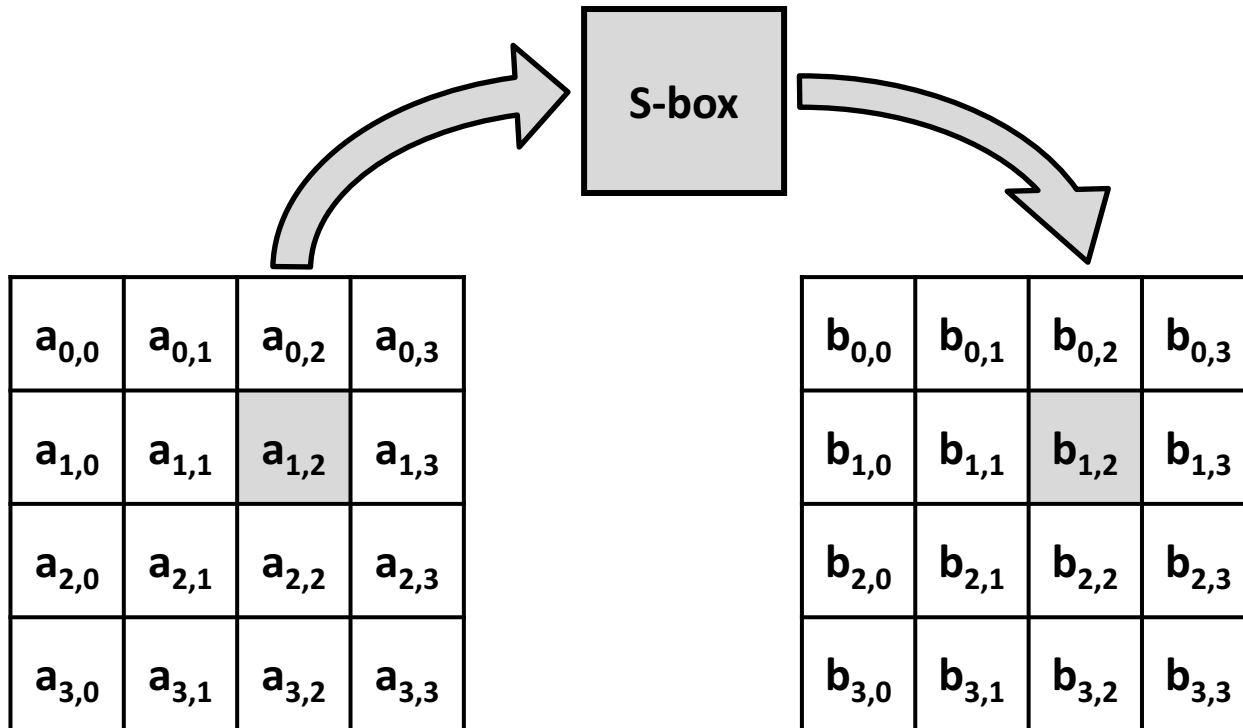 S-box
a0,0 a0,1 a0,2 a0,3 b0,0 b0,1 b0,2 b0,3
a1,0 a1,1 a1,2 a1,3 b1,0 b1,1 b1,2 b1,3
a2,0 a2,1 a2,2 a2,3 b2,0 b2,1 b2,2 b2,3
a3,0 a3,1 a3,2 a3,3 b3,0 b3,1 b3,2 b3,3